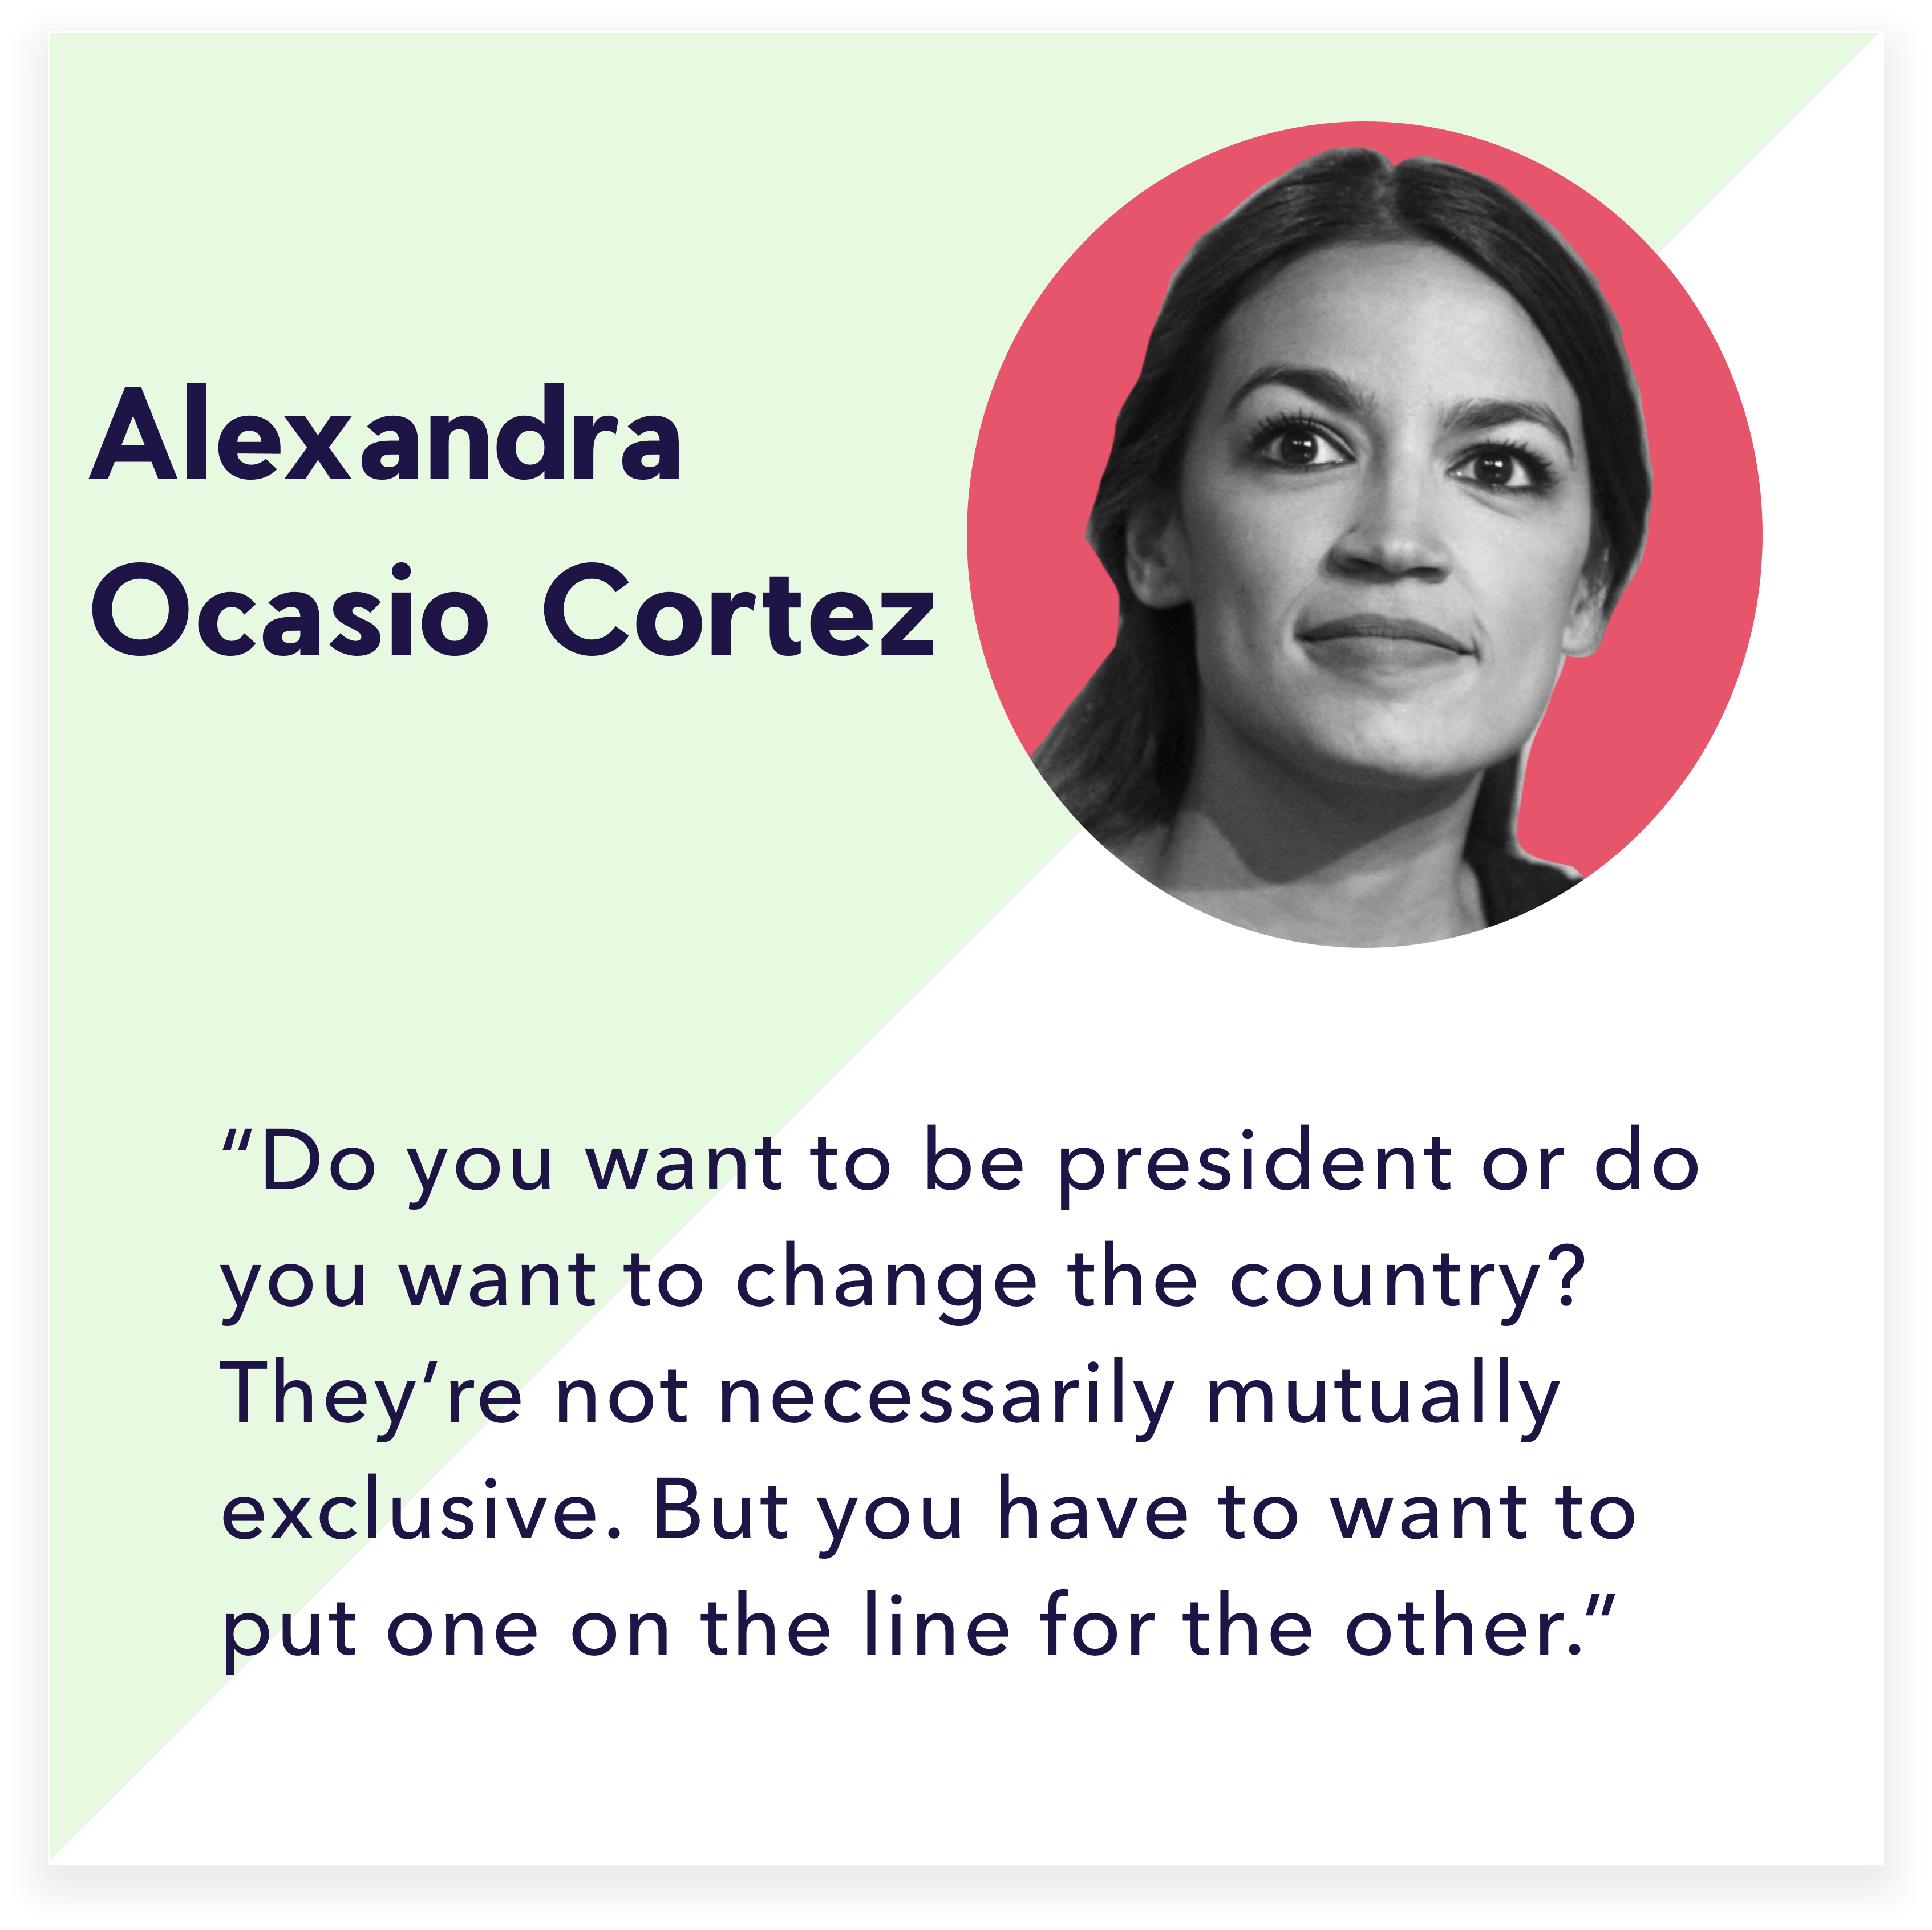 Alexandra
Ocasio Cortez
“Do you want to be president or do
you want to change the country?
They’re not necessarily mutually
exclusive. But you have to want to
put one on the line for the other.”